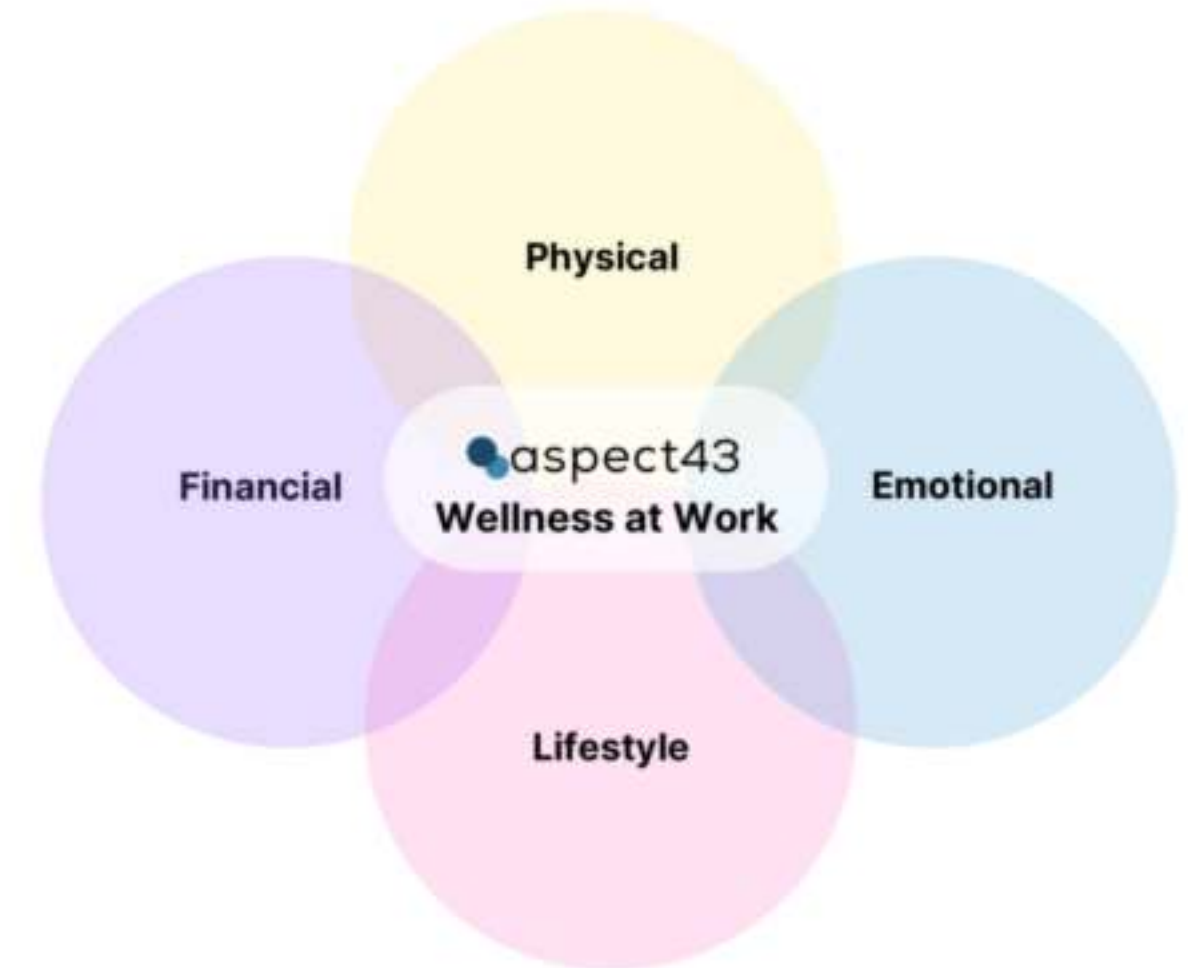 Physical
Financial
aspect43
Wellness at Work
Emotional
Lifestyle